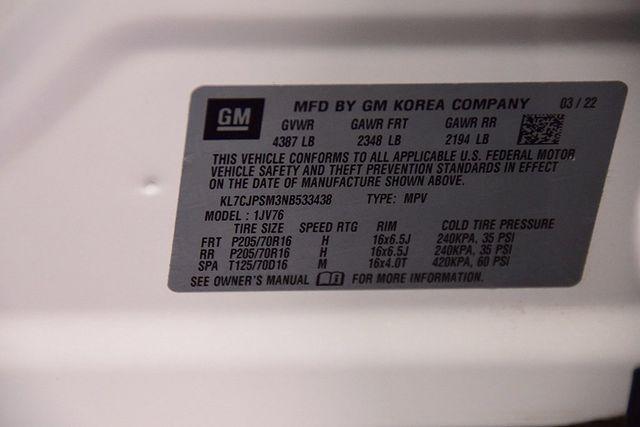 GM MFD BY GM KOREA COMPANY 03/22
GVWR GAWR FRT GAWR RR
4387 LB 2348 LB 2194 LB
THIS VEHICLE CONFORMS TO ALL APPLICABLE U.S. FEDERAL MOTOR
VEHICLE SAFETY AND THEFT PREVENTION STANDARDS IN EFFECT
ON THE DATE OF MANUFACTURE SHOWN ABOVE.
KL7CJPSM3NB533438 TYPE: MPV
MODEL: 1JV76
TIRE SIZE SPEED RTG RIM COLD TIRE PRESSURE
FRT P205/70R16 H 16x6.5J 240KPA, 35 PSI
RR P205/70R16 H 16x6.5J 240KPA, 35 PSI
SPA T125/70D16 M 16x4.0T 420KPA, 60 PSI
SEE OWNER'S MANUAL FOR MORE INFORMATION.